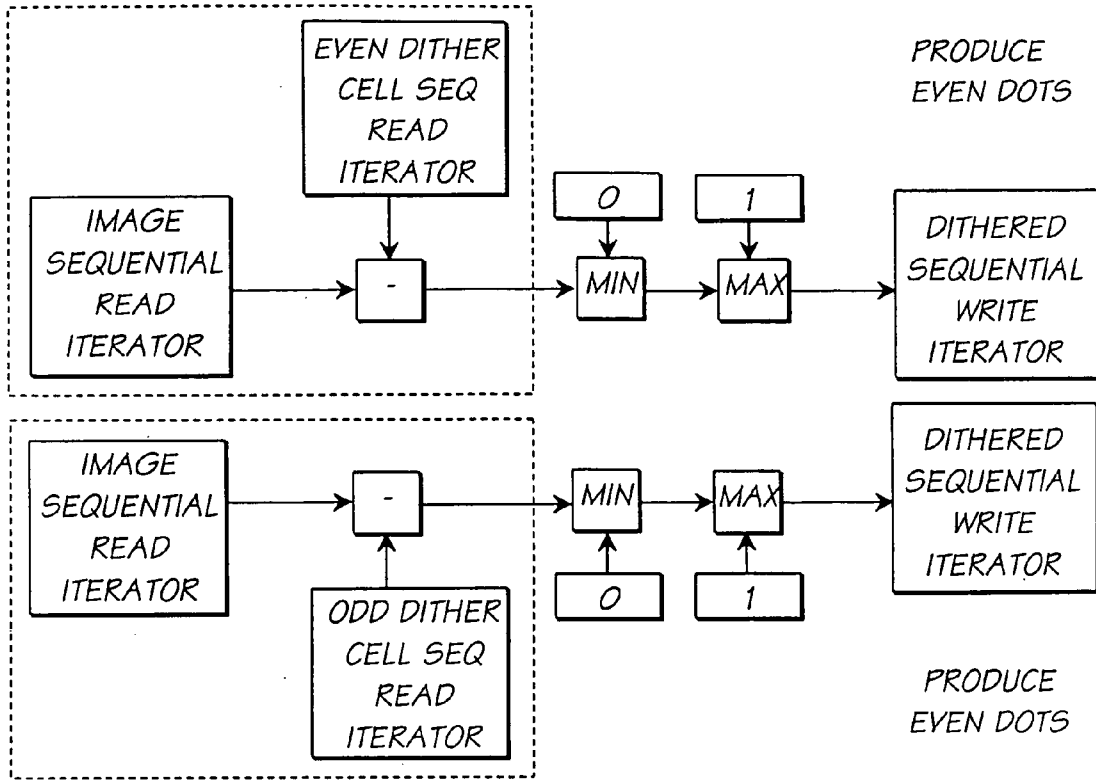 EVEN DITHER
CELL SEQ
READ
ITERATOR
PRODUCE
EVEN DOTS
IMAGE
SEQUENTIAL
READ
ITERATOR
-
0
MIN
1
MAX
DITHERED
SEQUENTIAL
WRITE
ITERATOR
IMAGE
SEQUENTIAL
READ
ITERATOR
-
MIN
MAX
DITHERED
SEQUENTIAL
WRITE
ITERATOR
ODD DITHER
CELL SEQ
READ
ITERATOR
0
1
PRODUCE
EVEN DOTS